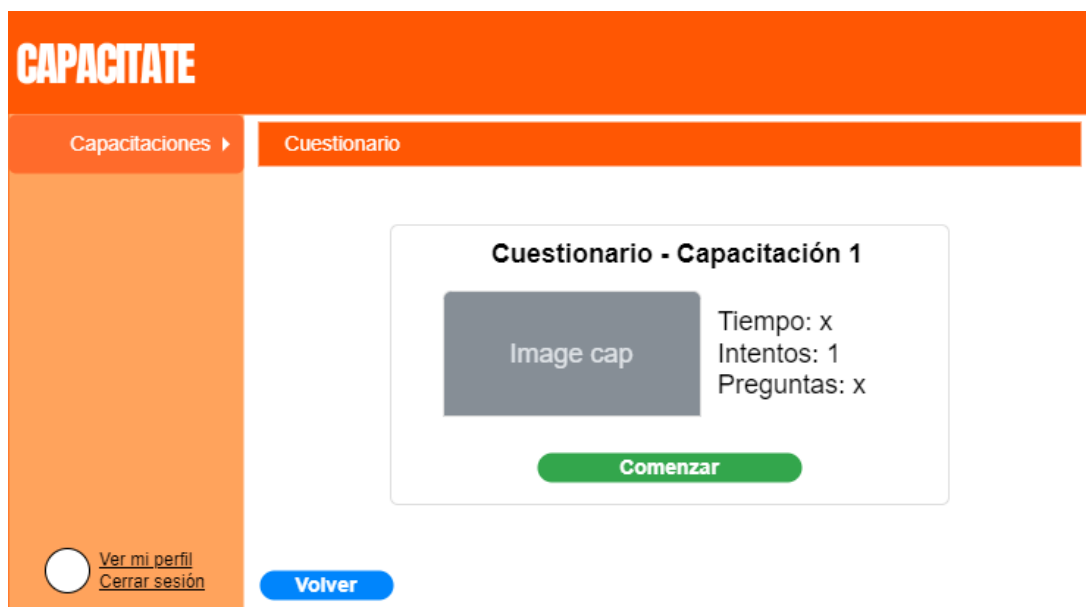 CAPACITATE
Capacitaciones
Cuestionario
Cuestionario - Capacitación 1
Image cap
Tiempo: x
Intentos: 1
Preguntas: x
Comenzar
Ver mi perfil
Cerrar sesión
Volver